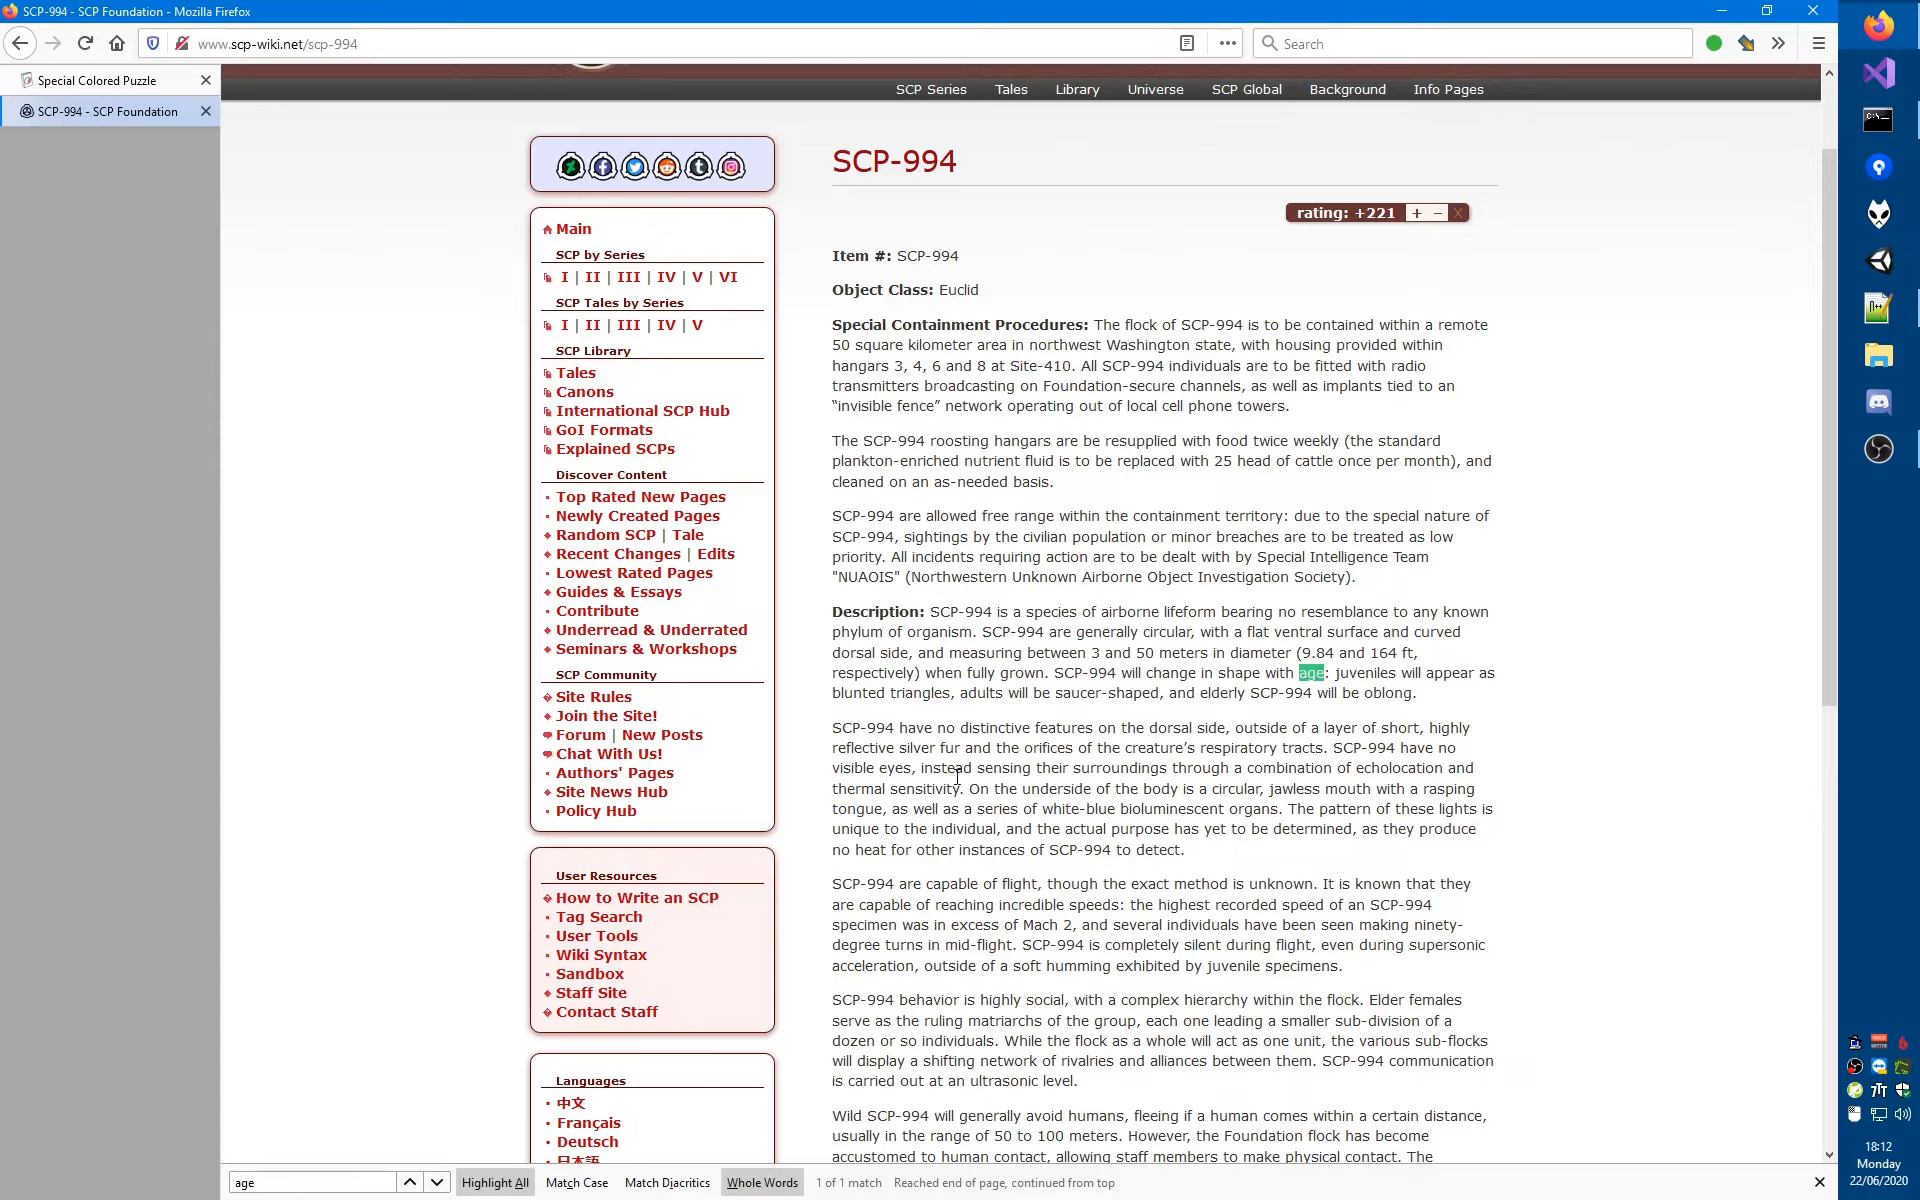 SCP-994 - SCP Foundation - Mozilla Firefox
www.scp-wiki.net/scp-994
Search
Special Colored Puzzle
SCP-994 - SCP Foundation
SCP Series Tales Library Universe SCP Global Background Info Pages
Main
SCP by Series
I | II | III | IV | V | VI
SCP Tales by Series
I | II | III | IV | V
SCP Library
Tales
Canons
International SCP Hub
GoI Formats
Explained SCPs
Discover Content
Top Rated New Pages
Newly Created Pages
Random SCP | Tale
Recent Changes | Edits
Lowest Rated Pages
Guides & Essays
Contribute
Underread & Underrated
Seminars & Workshops
SCP Community
Site Rules
Join the Site!
Forum | New Posts
Chat With Us!
Authors' Pages
Site News Hub
Policy Hub
User Resources
How to Write an SCP
Tag Search
User Tools
Wiki Syntax
Sandbox
Staff Site
Contact Staff
Languages
中文
Français
Deutsch
日本語
SCP-994
rating: +221 + – X
Item #: SCP-994
Object Class: Euclid
Special Containment Procedures: The flock of SCP-994 is to be contained within a remote
50 square kilometer area in northwest Washington state, with housing provided within
hangars 3, 4, 6 and 8 at Site-410. All SCP-994 individuals are to be fitted with radio
transmitters broadcasting on Foundation-secure channels, as well as implants tied to an
“invisible fence” network operating out of local cell phone towers.
The SCP-994 roosting hangars are be resupplied with food twice weekly (the standard
plankton-enriched nutrient fluid is to be replaced with 25 head of cattle once per month), and
cleaned on an as-needed basis.
SCP-994 are allowed free range within the containment territory: due to the special nature of
SCP-994, sightings by the civilian population or minor breaches are to be treated as low
priority. All incidents requiring action are to be dealt with by Special Intelligence Team
"NUAOIS" (Northwestern Unknown Airborne Object Investigation Society).
Description: SCP-994 is a species of airborne lifeform bearing no resemblance to any known
phylum of organism. SCP-994 are generally circular, with a flat ventral surface and curved
dorsal side, and measuring between 3 and 50 meters in diameter (9.84 and 164 ft,
respectively) when fully grown. SCP-994 will change in shape with age: juveniles will appear as
blunted triangles, adults will be saucer-shaped, and elderly SCP-994 will be oblong.
SCP-994 have no distinctive features on the dorsal side, outside of a layer of short, highly
reflective silver fur and the orifices of the creature’s respiratory tracts. SCP-994 have no
visible eyes, instead sensing their surroundings through a combination of echolocation and
thermal sensitivity. On the underside of the body is a circular, jawless mouth with a rasping
tongue, as well as a series of white-blue bioluminescent organs. The pattern of these lights is
unique to the individual, and the actual purpose has yet to be determined, as they produce
no heat for other instances of SCP-994 to detect.
SCP-994 are capable of flight, though the exact method is unknown. It is known that they
are capable of reaching incredible speeds: the highest recorded speed of an SCP-994
specimen was in excess of Mach 2, and several individuals have been seen making ninety-
degree turns in mid-flight. SCP-994 is completely silent during flight, even during supersonic
acceleration, outside of a soft humming exhibited by juvenile specimens.
SCP-994 behavior is highly social, with a complex hierarchy within the flock. Elder females
serve as the ruling matriarchs of the group, each one leading a smaller sub-division of a
dozen or so individuals. While the flock as a whole will act as one unit, the various sub-flocks
will display a shifting network of rivalries and alliances between them. SCP-994 communication
is carried out at an ultrasonic level.
Wild SCP-994 will generally avoid humans, fleeing if a human comes within a certain distance,
usually in the range of 50 to 100 meters. However, the Foundation flock has become
accustomed to human contact, allowing staff members to make physical contact. The
age Highlight All Match Case Match Diacritics Whole Words 1 of 1 match Reached end of page, continued from top
18:12
Monday
22/06/2020